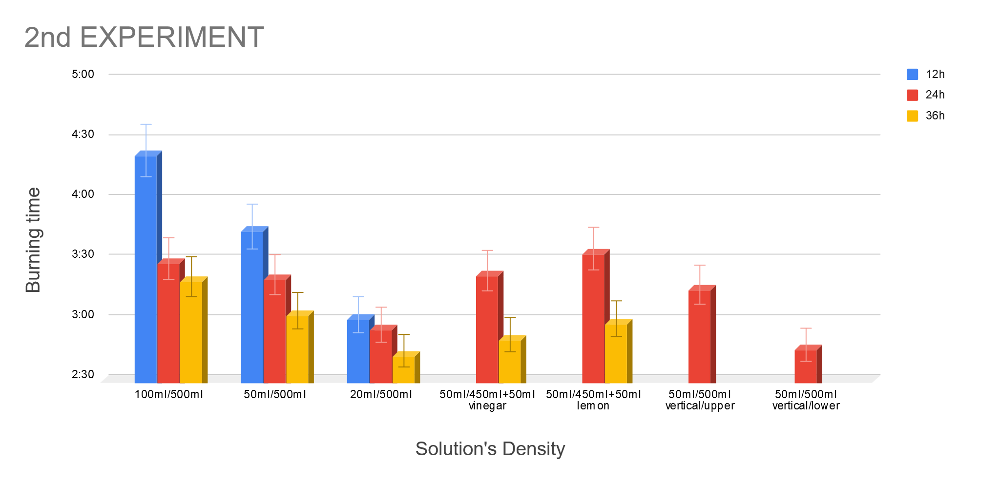 2nd EXPERIMENT
5:00
4:30
4:00
3:30
3:00
2:30
Burning time
12h
24h
36h
100ml/500ml
50ml/500ml
20ml/500ml
50ml/450ml+50ml
vinegar
50ml/450ml+50ml
lemon
50ml/500ml
vertical/upper
50ml/500ml
vertical/lower
Solution's Density